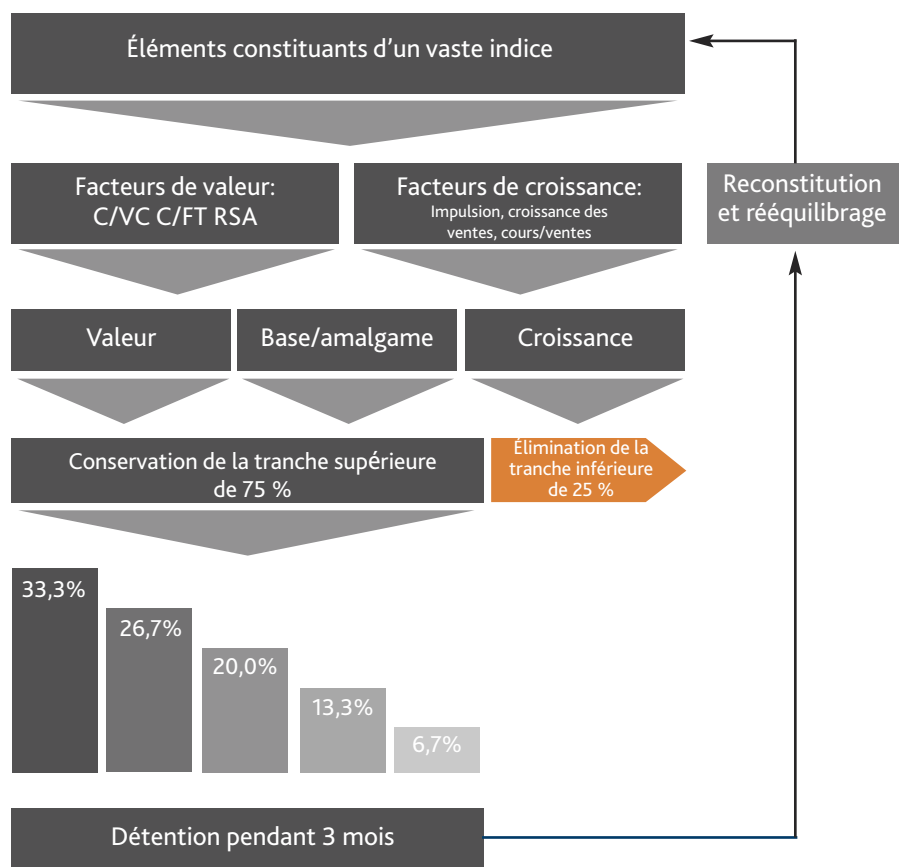 Éléments constituants d’un vaste indice
Facteurs de valeur:
C/VC C/FT RSA
Facteurs de croissance:
Impulsion, croissance des
ventes, cours/ventes
Reconstitution
et rééquilibrage
Valeur
Base/amalgame
Croissance
Conservation de la tranche supérieure
de 75 %
Élimination de la
tranche inférieure
de 25 %
33,3%
26,7%
20,0%
13,3%
6,7%
Détention pendant 3 mois